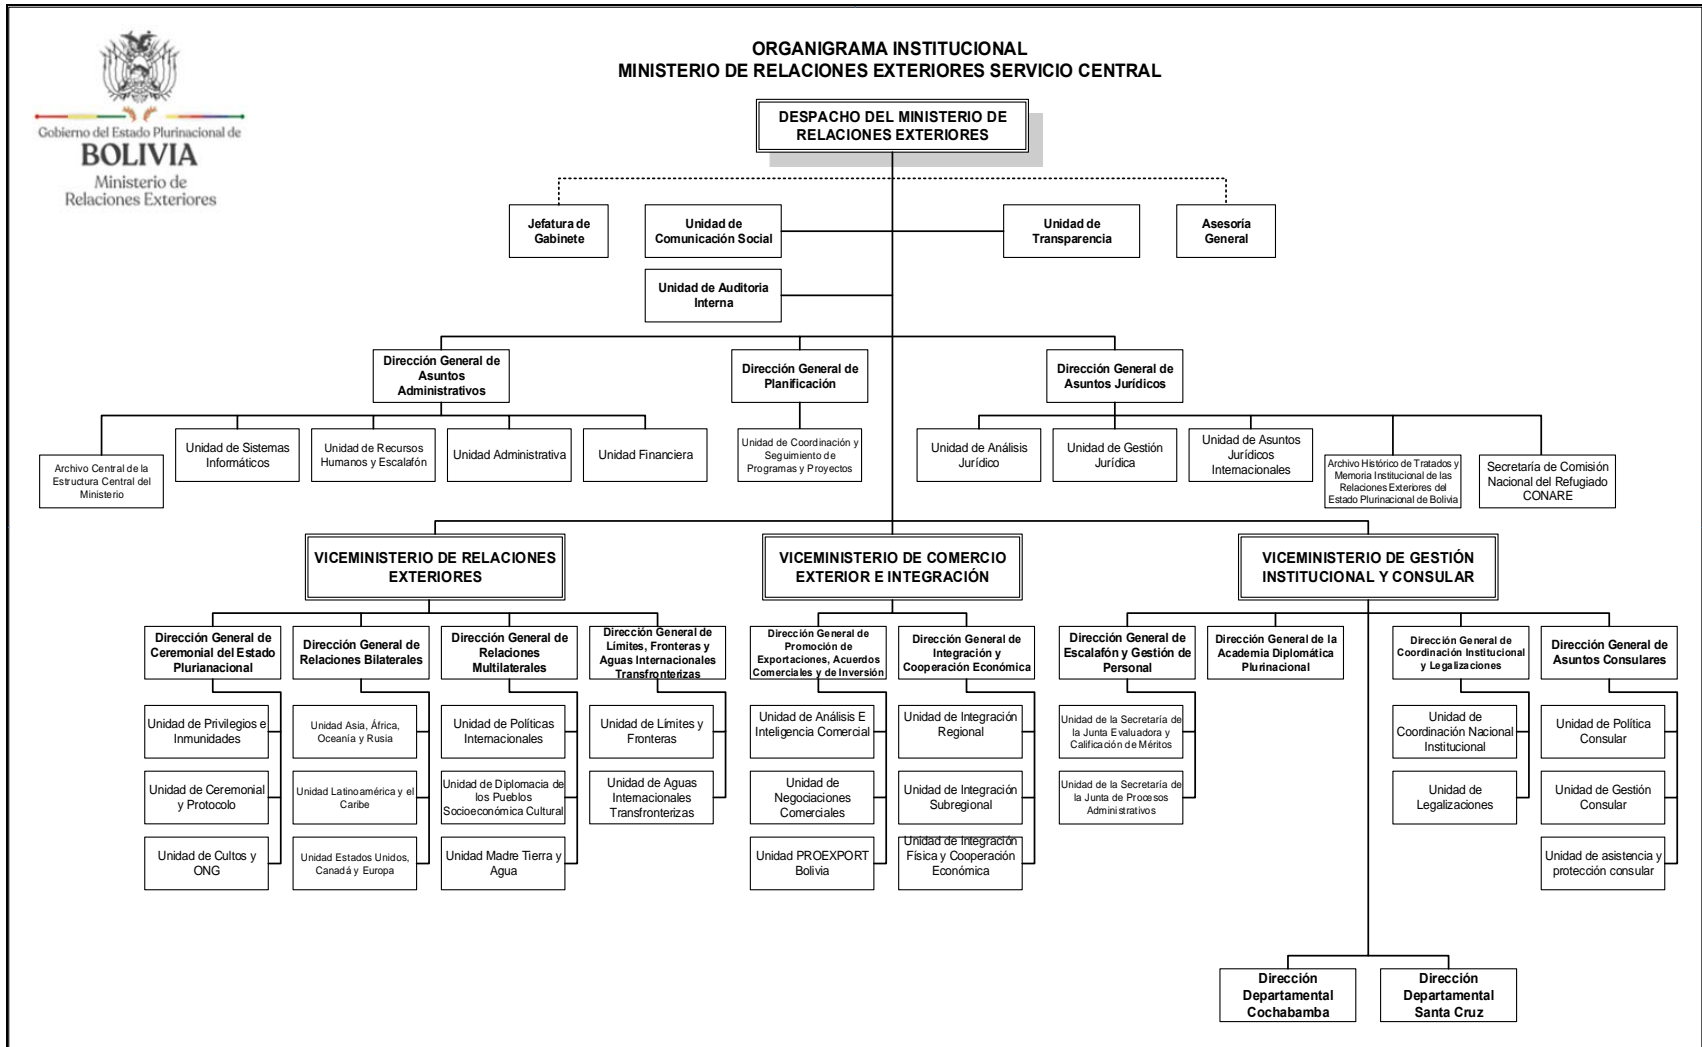 ORGANIGRAMA INSTITUCIONAL
MINISTERIO DE RELACIONES EXTERIORES SERVICIO CENTRAL
Gobierno del Estado Plurinacional de
BOLIVIA
Ministerio de
Relaciones Exteriores
DESPACHO DEL MINISTERIO DE
RELACIONES EXTERIORES
Jefatura de
Gabinete
Unidad de
Comunicación Social
Unidad de
Transparencia
Asesoría
General
Unidad de Auditoria
Interna
Dirección General de
Asuntos
Administrativos
Dirección General de
Planificación
Dirección General de
Asuntos Jurídicos
Archivo Central de la
Estructura Central del
Ministerio
Unidad de Sistemas
Informáticos
Unidad de Recursos
Humanos y Escalafón
Unidad Administrativa
Unidad Financiera
Unidad de Coordinación y
Seguimiento de
Programas y Proyectos
Unidad de Análisis
Jurídico
Unidad de Gestión
Jurídica
Unidad de Asuntos
Jurídicos
Internacionales
Archivo Histórico de Tratados y
Memoria Institucional de las
Relaciones Exteriores del
Estado Plurinacional de Bolivia
Secretaría de Comisión
Nacional del Refugiado
CONARE
VICEMINISTERIO DE RELACIONES
EXTERIORES
VICEMINISTERIO DE COMERCIO
EXTERIOR E INTEGRACIÓN
VICEMINISTERIO DE GESTIÓN
INSTITUCIONAL Y CONSULAR
Dirección General de
Ceremonial del Estado
Plurianacional
Dirección General de
Relaciones Bilaterales
Dirección General de
Relaciones
Multilaterales
Dirección General de
Límites, Fronteras y
Aguas Internacionales
Transfronterizas
Dirección General de
Promoción de
Exportaciones, Acuerdos
Comerciales y de Inversión
Dirección General de
Integración y
Cooperación Económica
Dirección General de
Escalafón y Gestión de
Personal
Dirección General de la
Academia Diplomática
Plurinacional
Dirección General de
Coordinación Institucional
y Legalizaciones
Dirección General de
Asuntos Consulares
Unidad de Privilegios e
Inmunidades
Unidad Asia, África,
Oceanía y Rusia
Unidad de Políticas
Internacionales
Unidad de Límites y
Fronteras
Unidad de Análisis E
Inteligencia Comercial
Unidad de Integración
Regional
Unidad de la Secretaría de
la Junta Evaluadora y
Calificación de Méritos
Unidad de
Coordinación Nacional
Institucional
Unidad de Política
Consular
Unidad de Ceremonial
y Protocolo
Unidad Latinoamérica y el
Caribe
Unidad de Diplomacia de
los Pueblos
Socioeconómica Cultural
Unidad de Aguas
Internacionales
Transfronterizas
Unidad de
Negociaciones
Comerciales
Unidad de Integración
Subregional
Unidad de la Secretaría de
la Junta de Procesos
Administrativos
Unidad de
Legalizaciones
Unidad de Gestión
Consular
Unidad de Cultos y
ONG
Unidad Estados Unidos,
Canadá y Europa
Unidad Madre Tierra y
Agua
Unidad PROEXPORT
Bolivia
Unidad de Integración
Física y Cooperación
Económica
Unidad de asistencia y
protección consular
Dirección
Departamental
Cochabamba
Dirección
Departamental
Santa Cruz